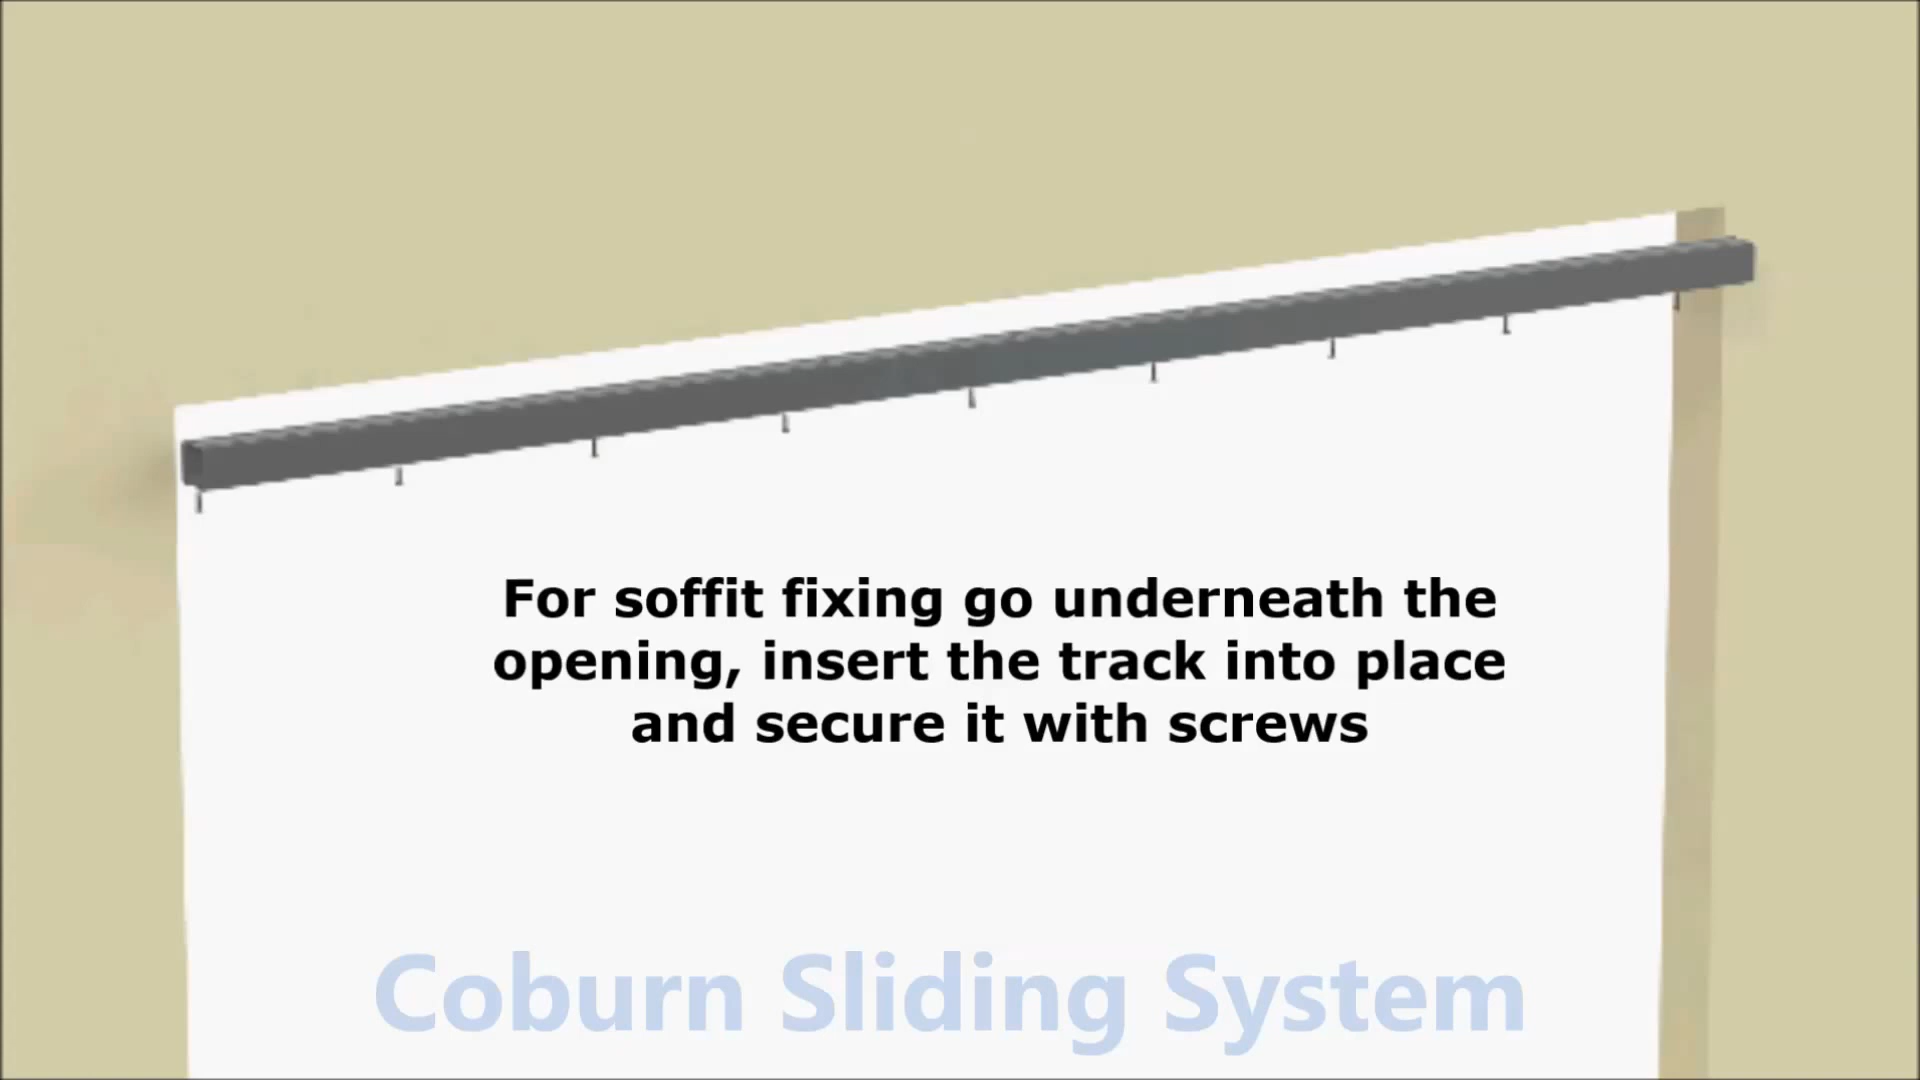 For soffit fixing go underneath the
opening, insert the track into place
and secure it with screws
Coburn Sliding System